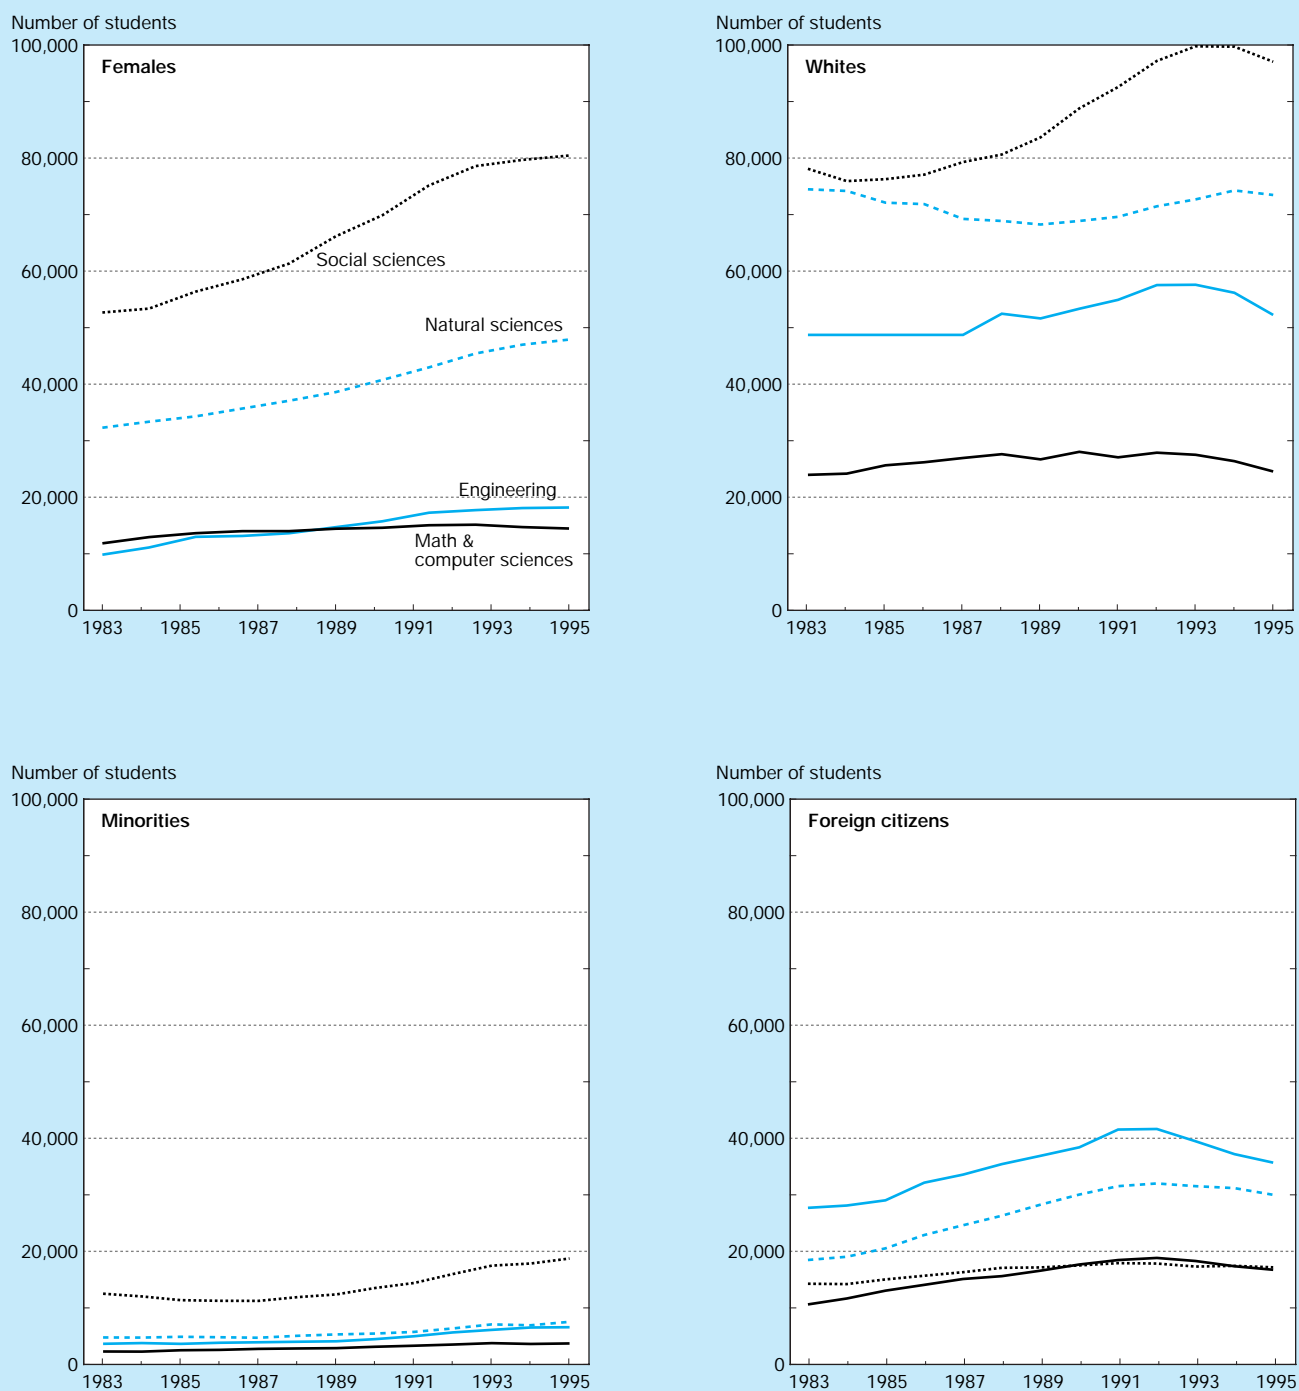 Number of students
100,000
Females
80,000
Social sciences
60,000
Natural sciences
40,000
Engineering
20,000
Math &
computer sciences
0
1983 1985 1987 1989 1991 1993 1995
Number of students
100,000
Whites
80,000
60,000
40,000
20,000
0
1983 1985 1987 1989 1991 1993 1995
Number of students
100,000
Minorities
80,000
60,000
40,000
20,000
0
1983 1985 1987 1989 1991 1993 1995
Number of students
100,000
Foreign citizens
80,000
60,000
40,000
20,000
0
1983 1985 1987 1989 1991 1993 1995